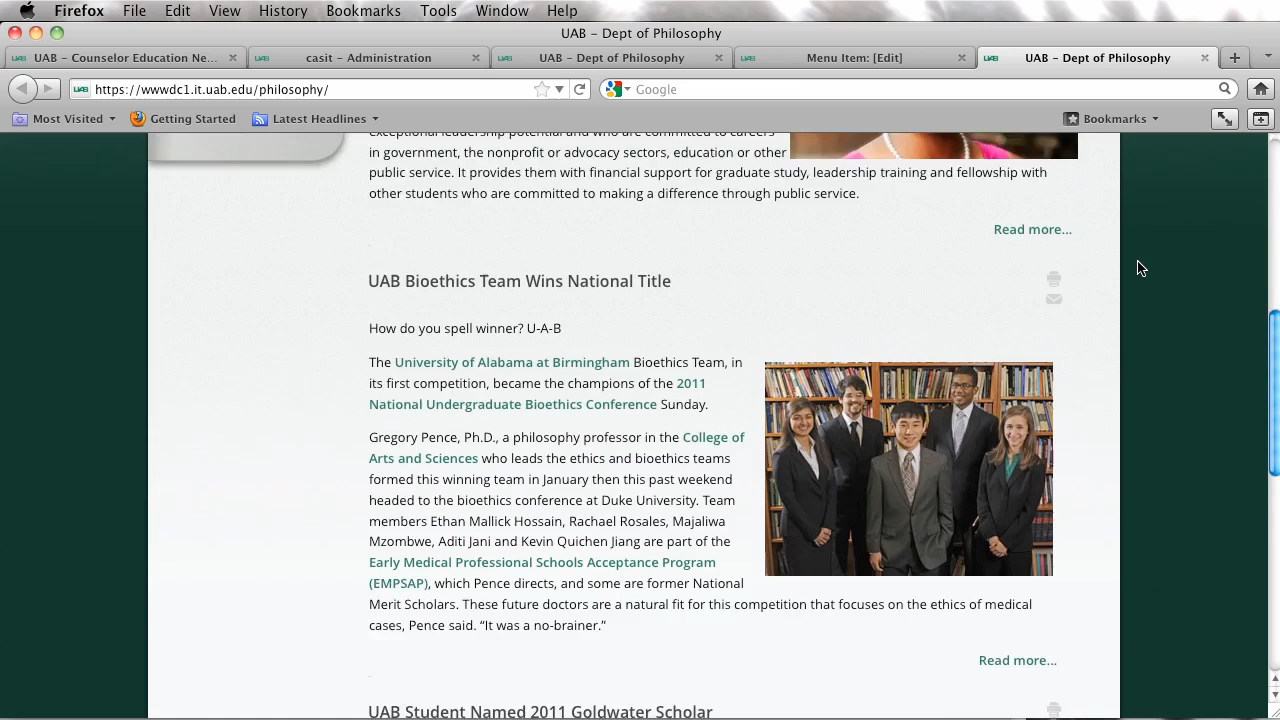 Firefox File Edit View History Bookmarks Tools Window Help
UAB - Dept of Philosophy
UAB - Counselor Education Ne... casit - Administration UAB - Dept of Philosophy Menu Item: [Edit] UAB - Dept of Philosophy
https://wwwdc1.it.uab.edu/philosophy/ Google
Most Visited Getting Started Latest Headlines Bookmarks
Exceptional leadership potential and who are committed to careers
in government, the nonprofit or advocacy sectors, education or other
public service. It provides them with financial support for graduate study, leadership training and fellowship with
other students who are committed to making a difference through public service.
Read more...
UAB Bioethics Team Wins National Title
How do you spell winner? U-A-B
The University of Alabama at Birmingham Bioethics Team, in
its first competition, became the champions of the 2011
National Undergraduate Bioethics Conference Sunday.
Gregory Pence, Ph.D., a philosophy professor in the College of
Arts and Sciences who leads the ethics and bioethics teams
formed this winning team in January then this past weekend
headed to the bioethics conference at Duke University. Team
members Ethan Mallick Hossain, Rachael Rosales, Majaliwa
Mzombwe, Aditi Jani and Kevin Quichen Jiang are part of the
Early Medical Professional Schools Acceptance Program
(EMPSAP), which Pence directs, and some are former National
Merit Scholars. These future doctors are a natural fit for this competition that focuses on the ethics of medical
cases, Pence said. “It was a no-brainer.”
Read more...
UAB Student Named 2011 Goldwater Scholar